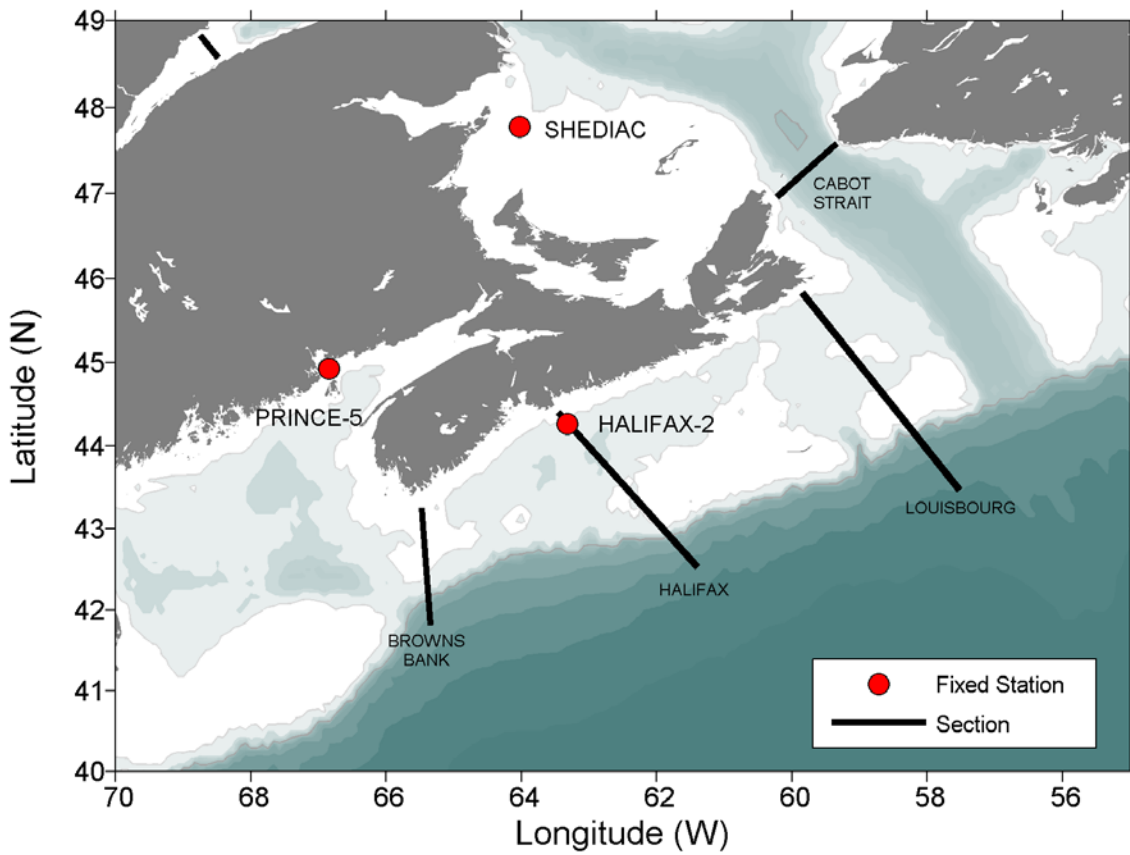 49
48
47
46
45
44
43
42
41
40
Latitude (N)
SHEDIAC
CABOT
STRAIT
PRINCE-5
HALIFAX-2
LOUISBOURG
HALIFAX
BROWNS
BANK
Fixed Station
Section
70
68
66
64
62
60
58
56
Longitude (W)